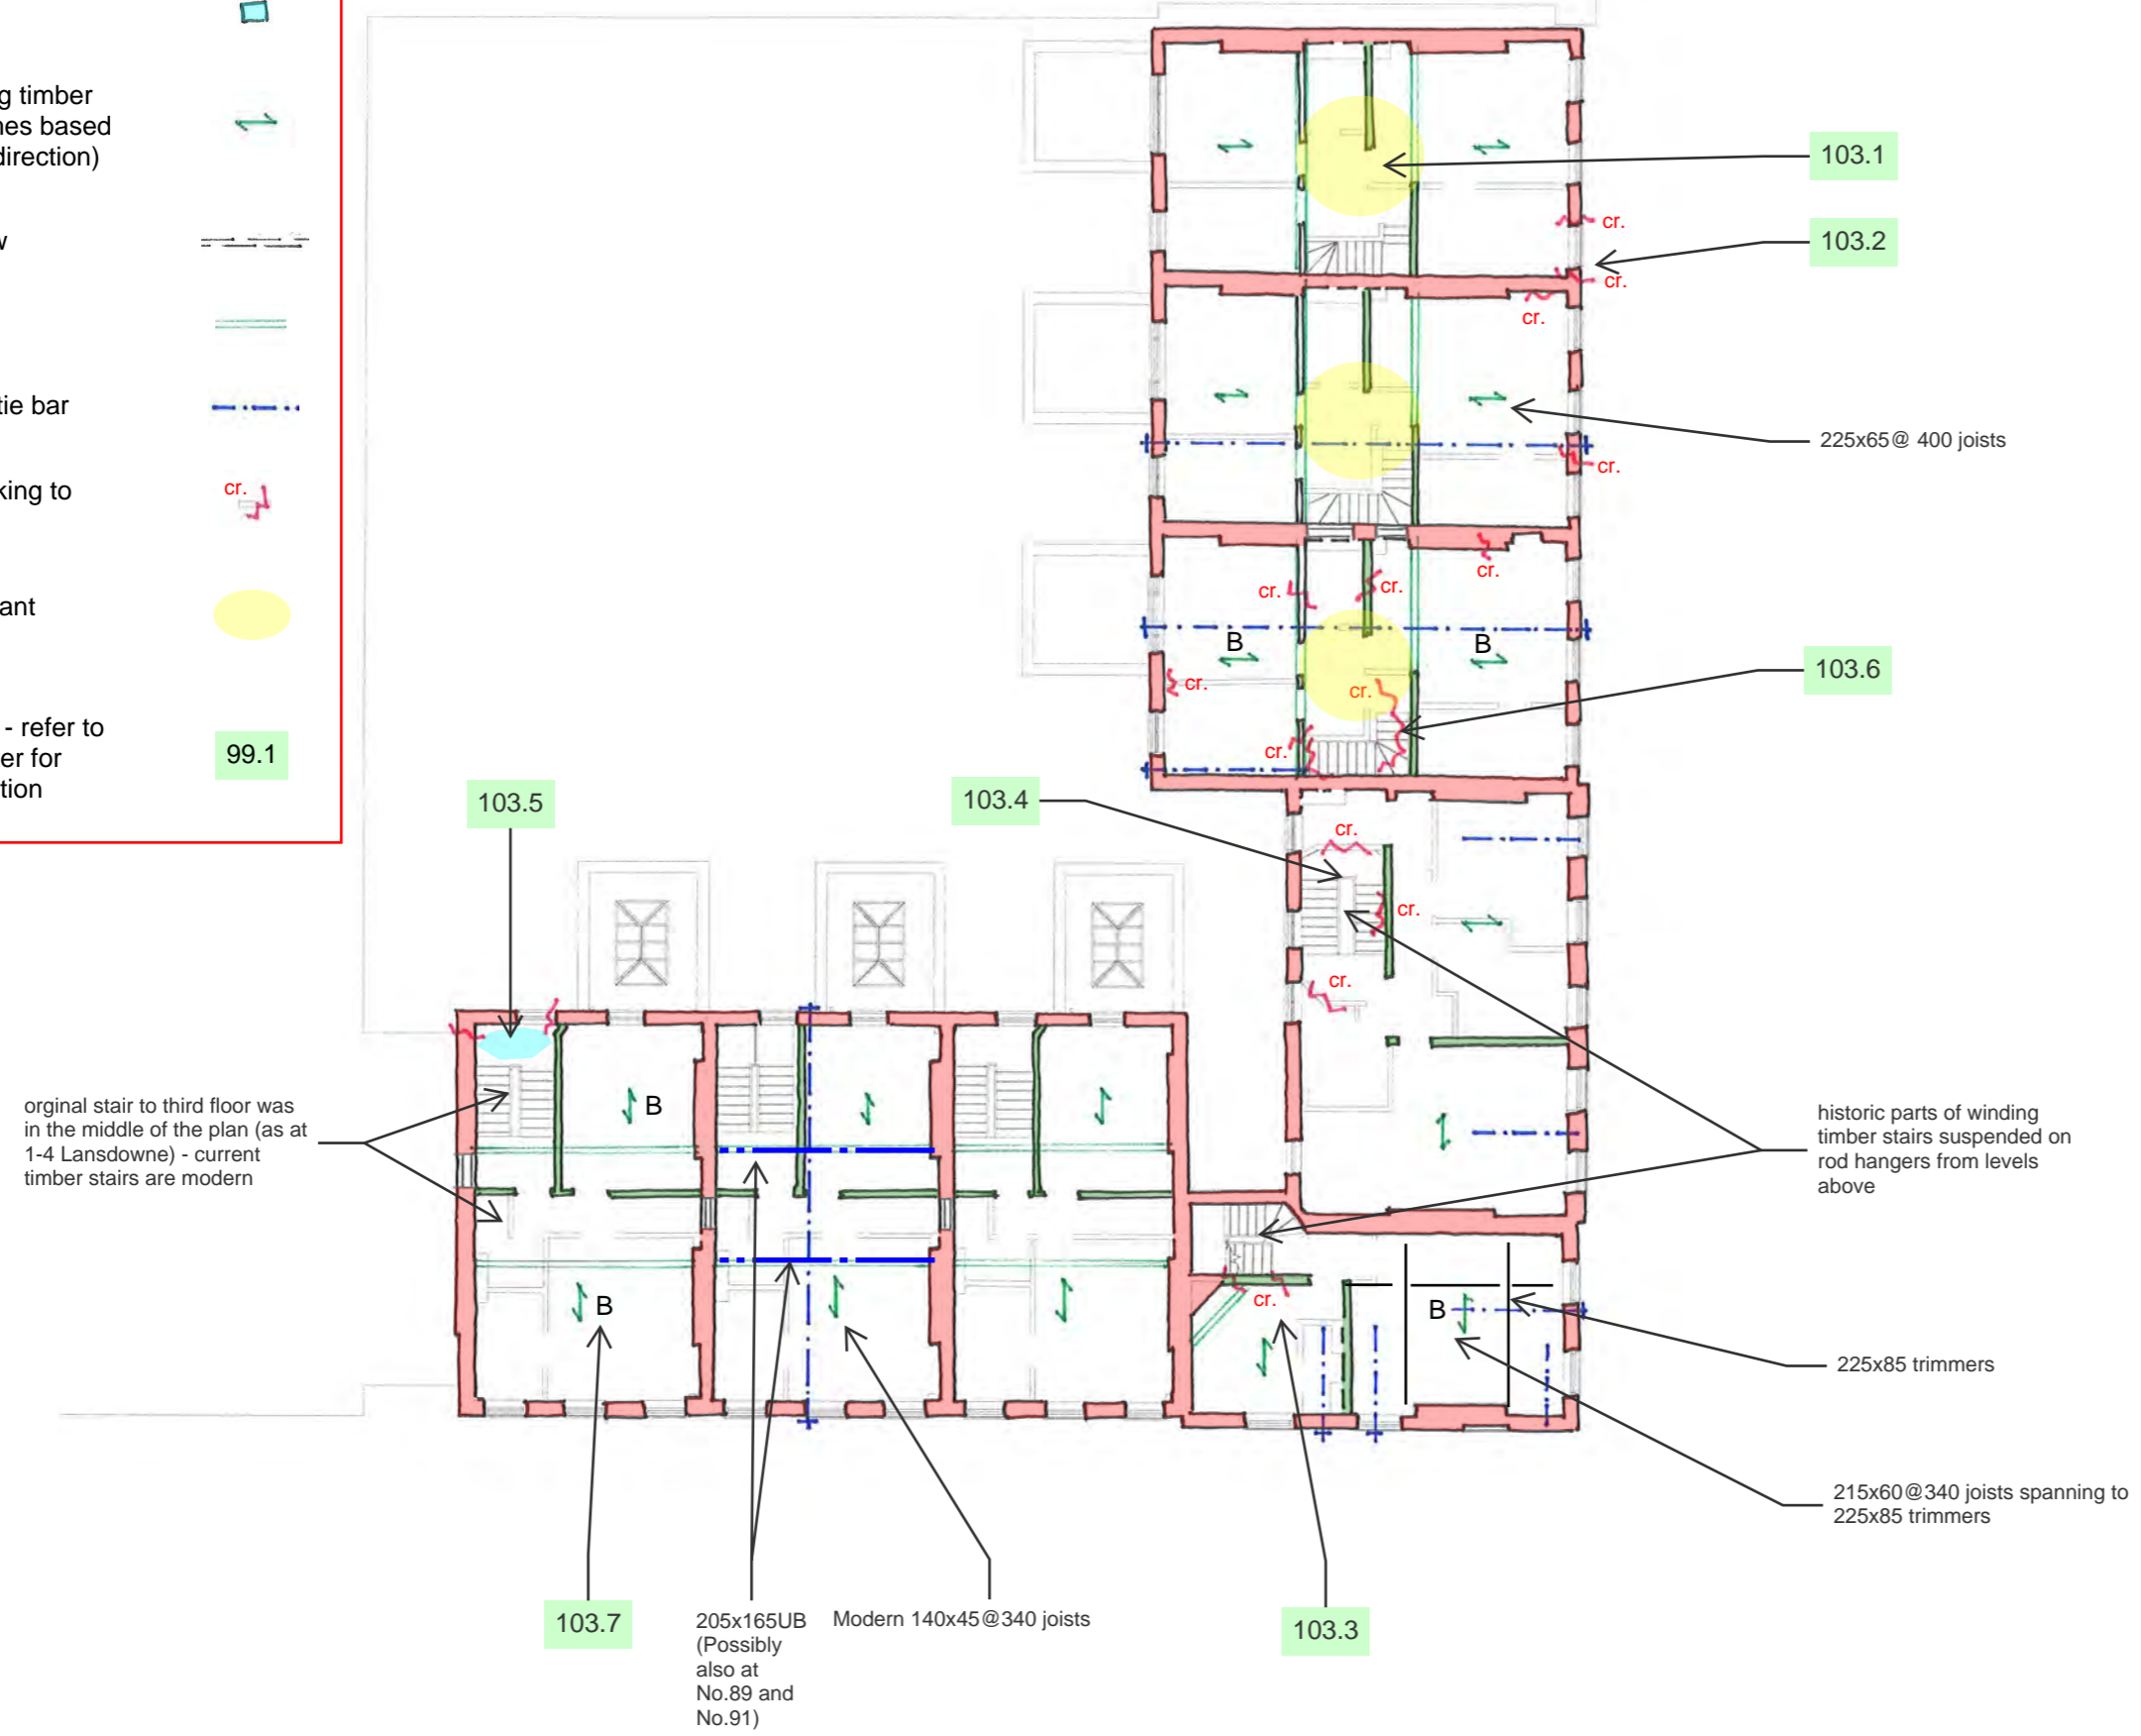 g timber
nes based
direction)
tie bar
cr.
king to
ant
- refer to
er for
tion
99.1
103.1
cr.
103.2
cr.
cr.
225x65@ 400 joists
cr.
cr.
cr.
cr.
B
B
cr.
cr.
103.6
cr.
103.5
103.4
cr.
cr.
cr.
orginal stair to third floor was
in the middle of the plan (as at
1-4 Lansdowne) - current
timber stairs are modern
B
historic parts of winding
timber stairs suspended on
rod hangers from levels
above
B
cr.
B
225x85 trimmers
215x60@340 joists spanning to
225x85 trimmers
103.7
205x165UB
(Possibly
also at
No.89 and
No.91)
Modern 140x45@340 joists
103.3